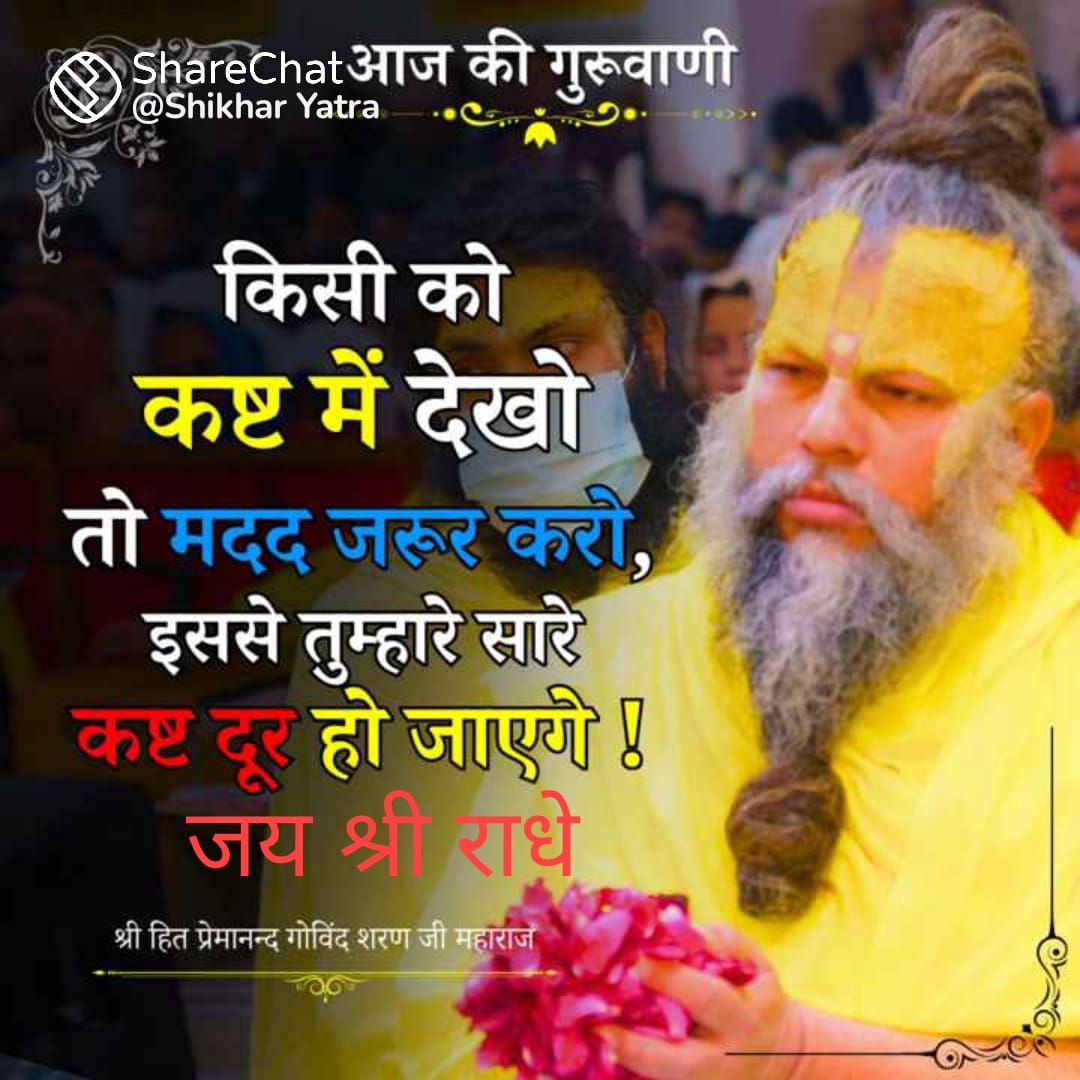 ShareChat
@Shikhar Yatra
आज की गुरूवाणी
किसी को
कष्ट में देखो
तो मदद जरूर करो,
इससे तुम्हारे सारे
कष्ट दूर हो जाएगे !
जय श्री राधे
श्री हित प्रेमानन्द गोविंद शरण जी महाराज